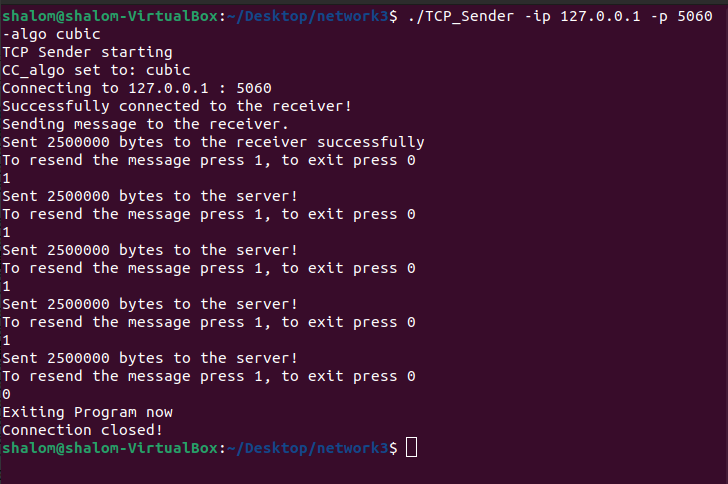 shalom@shalom-VirtualBox:~/Desktop/network3$ ./TCP_Sender -ip 127.0.0.1 -p 5060
-algo cubic
TCP Sender starting
CC_algo set to: cubic
Connecting to 127.0.0.1 : 5060
Successfully connected to the receiver!
Sending message to the receiver.
Sent 2500000 bytes to the receiver successfully
To resend the message press 1, to exit press 0
1
Sent 2500000 bytes to the server!
To resend the message press 1, to exit press 0
1
Sent 2500000 bytes to the server!
To resend the message press 1, to exit press 0
1
Sent 2500000 bytes to the server!
To resend the message press 1, to exit press 0
1
Sent 2500000 bytes to the server!
To resend the message press 1, to exit press 0
0
Exiting Program now
Connection closed!
shalom@shalom-VirtualBox:~/Desktop/network3$